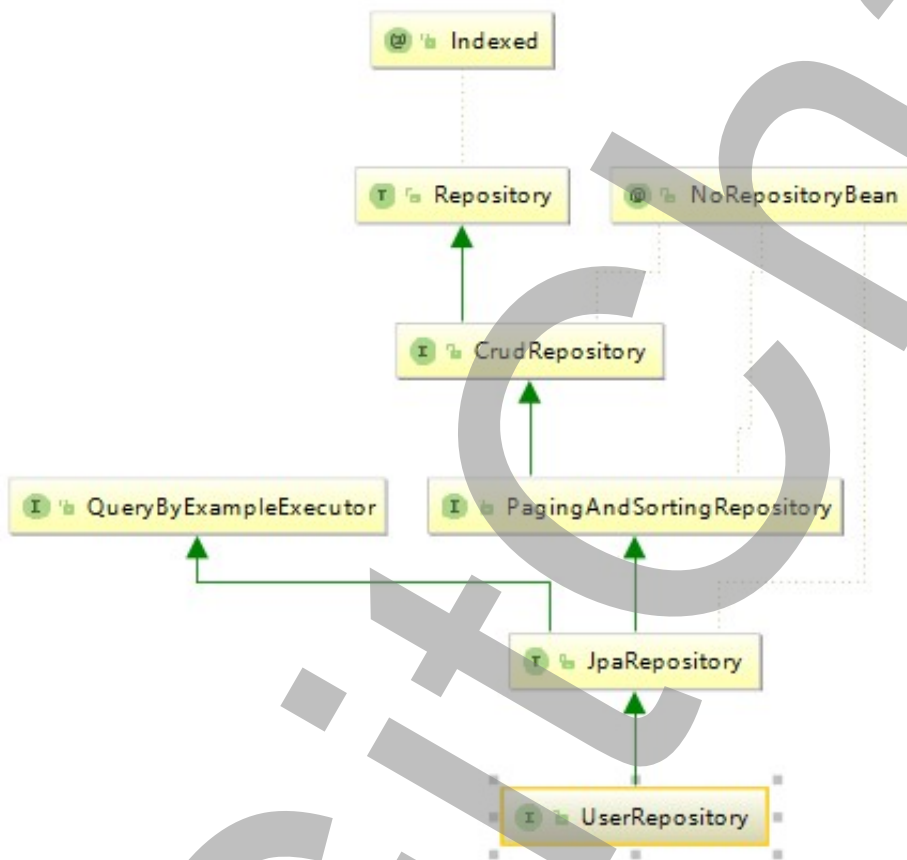 Indexed
Repository
NoRepositoryBean
CrudRepository
QueryByExampleExecutor
PagingAndSortingRepository
JpaRepository
UserRepository